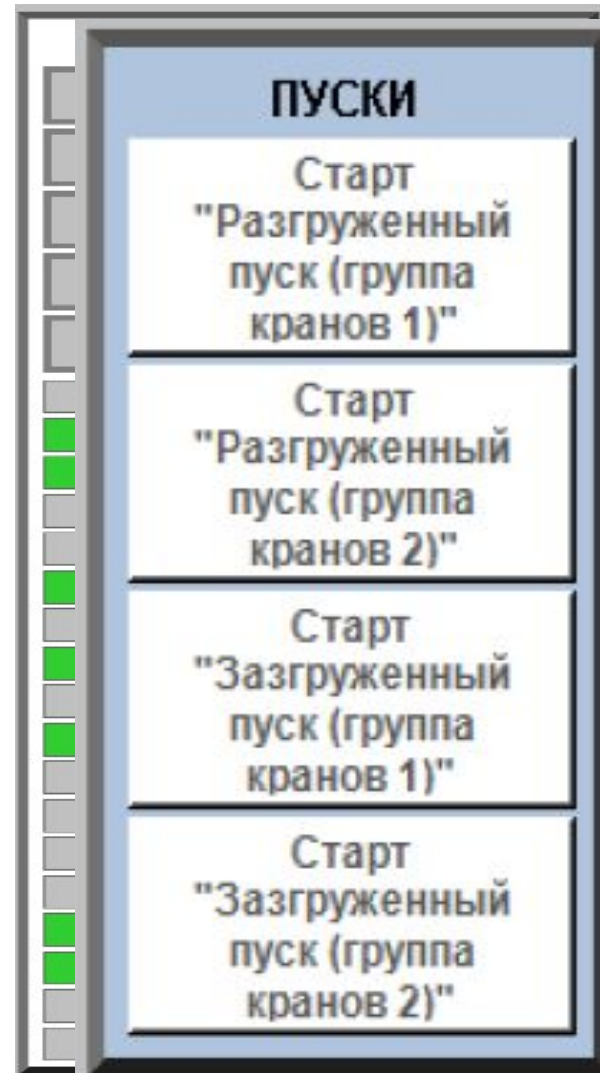 ПУСКИ
Старт
"Разгруженный
пуск (группа
кранов 1)"
Старт
"Разгруженный
пуск (группа
кранов 2)"
Старт
"Зазгруженный
пуск (группа
кранов 1)"
Старт
"Зазгруженный
пуск (группа
кранов 2)"